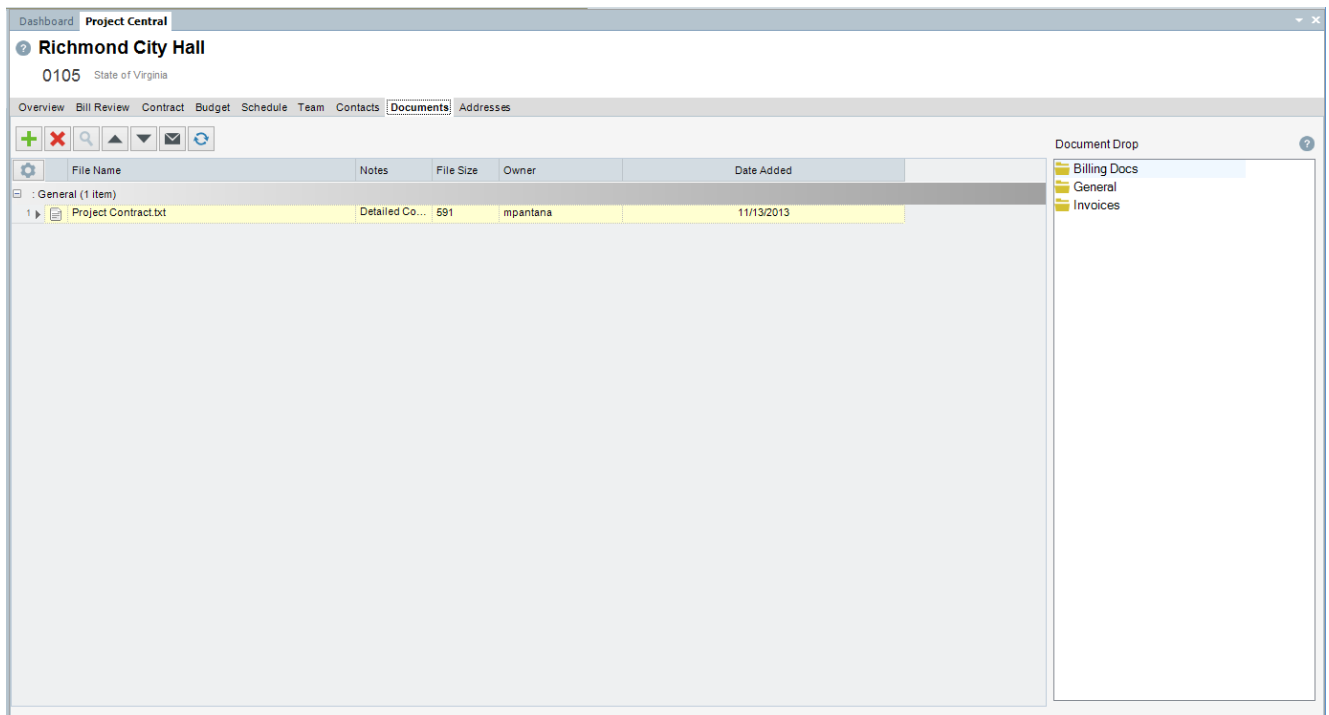 Dashboard Project Central
Richmond City Hall
0105 State of Virginia
Overview Bill Review Contract Budget Schedule Team Contacts Documents Addresses
Document Drop
File Name Notes File Size Owner Date Added
: General (1 item)
1 Project Contract.txt Detailed Co... 591 mpantana 11/13/2013
Billing Docs
General
Invoices